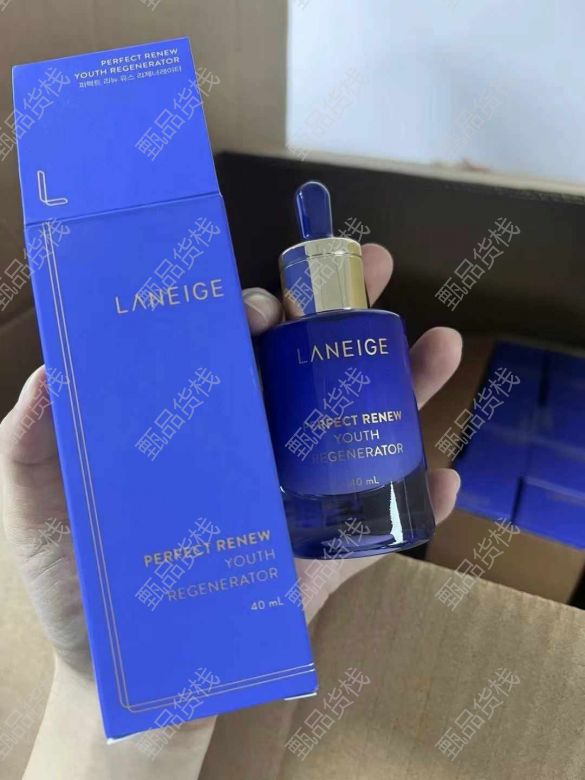 PERFECT RENEW
YOUTH REGENERATOR
퍼펙트 리뉴 유스 리제너레이터
L
LANEIGE
PERFECT RENEW
YOUTH
REGENERATOR
40 mL
LANEIGE
PERFECT RENEW
YOUTH
REGENERATOR
40 mL
甄品货栈